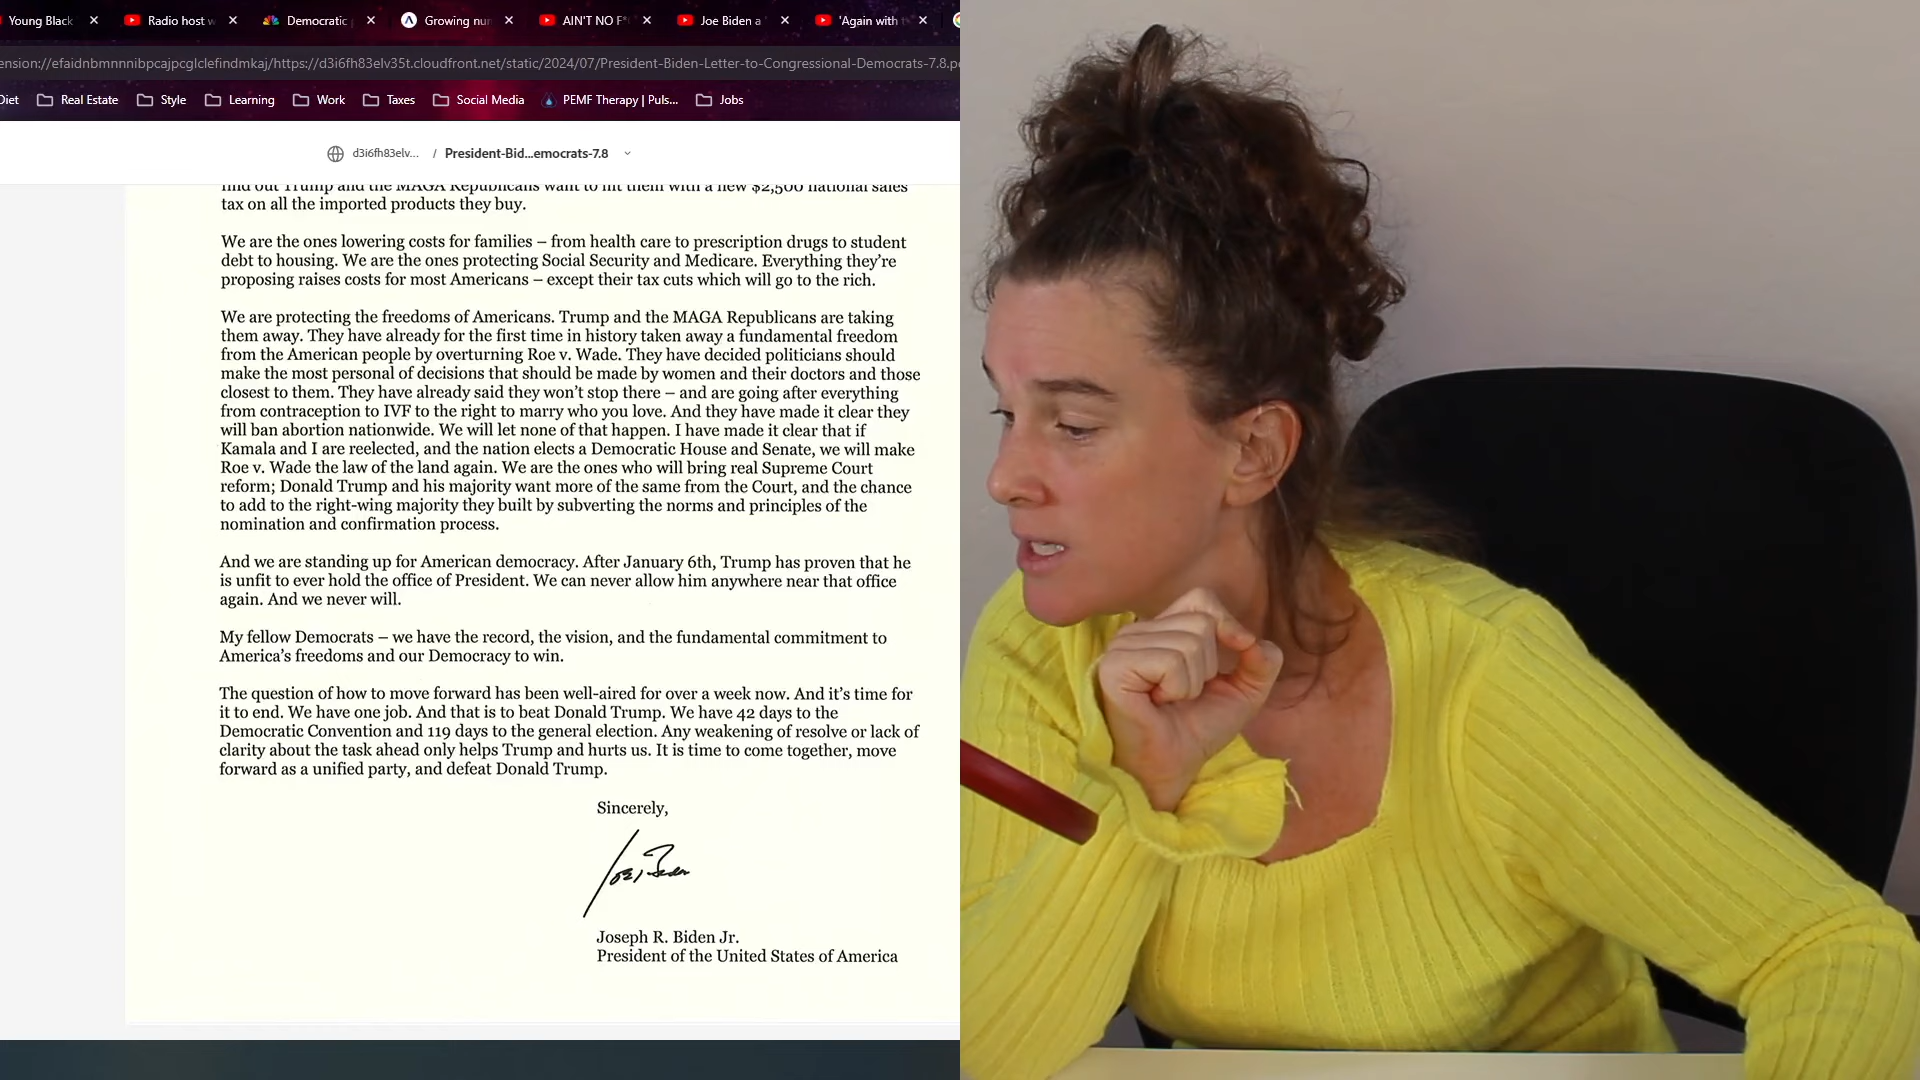 Young Black
Radio host w
Democratic
Growing nu
AIN'T NO F*
Joe Biden a
'Again with t
ension://efaidnbmnnnibpcajpcglclefindmkaj/https://d3i6fh83elv35t.cloudfront.net/static/2024/07/President-Biden-Letter-to-Congressional-Democrats-7.8.p
Diet Real Estate Style Learning Work Taxes Social Media PEMF Therapy | Puls... Jobs
d3i6fh83elv... / President-Bid...emocrats-7.8
find out Trump and the MAGA Republicans want to hit them with a new $2,500 national sales
tax on all the imported products they buy.
We are the ones lowering costs for families – from health care to prescription drugs to student
debt to housing. We are the ones protecting Social Security and Medicare. Everything they're
proposing raises costs for most Americans – except their tax cuts which will go to the rich.
We are protecting the freedoms of Americans. Trump and the MAGA Republicans are taking
them away. They have already for the first time in history taken away a fundamental freedom
from the American people by overturning Roe v. Wade. They have decided politicians should
make the most personal of decisions that should be made by women and their doctors and those
closest to them. They have already said they won't stop there – and are going after everything
from contraception to IVF to the right to marry who you love. And they have made it clear they
will ban abortion nationwide. We will let none of that happen. I have made it clear that if
Kamala and I are reelected, and the nation elects a Democratic House and Senate, we will make
Roe v. Wade the law of the land again. We are the ones who will bring real Supreme Court
reform; Donald Trump and his majority want more of the same from the Court, and the chance
to add to the right-wing majority they built by subverting the norms and principles of the
nomination and confirmation process.
And we are standing up for American democracy. After January 6th, Trump has proven that he
is unfit to ever hold the office of President. We can never allow him anywhere near that office
again. And we never will.
My fellow Democrats – we have the record, the vision, and the fundamental commitment to
America's freedoms and our Democracy to win.
The question of how to move forward has been well-aired for over a week now. And it's time for
it to end. We have one job. And that is to beat Donald Trump. We have 42 days to the
Democratic Convention and 119 days to the general election. Any weakening of resolve or lack of
clarity about the task ahead only helps Trump and hurts us. It is time to come together, move
forward as a unified party, and defeat Donald Trump.
Sincerely,
Joe Biden
Joseph R. Biden Jr.
President of the United States of America